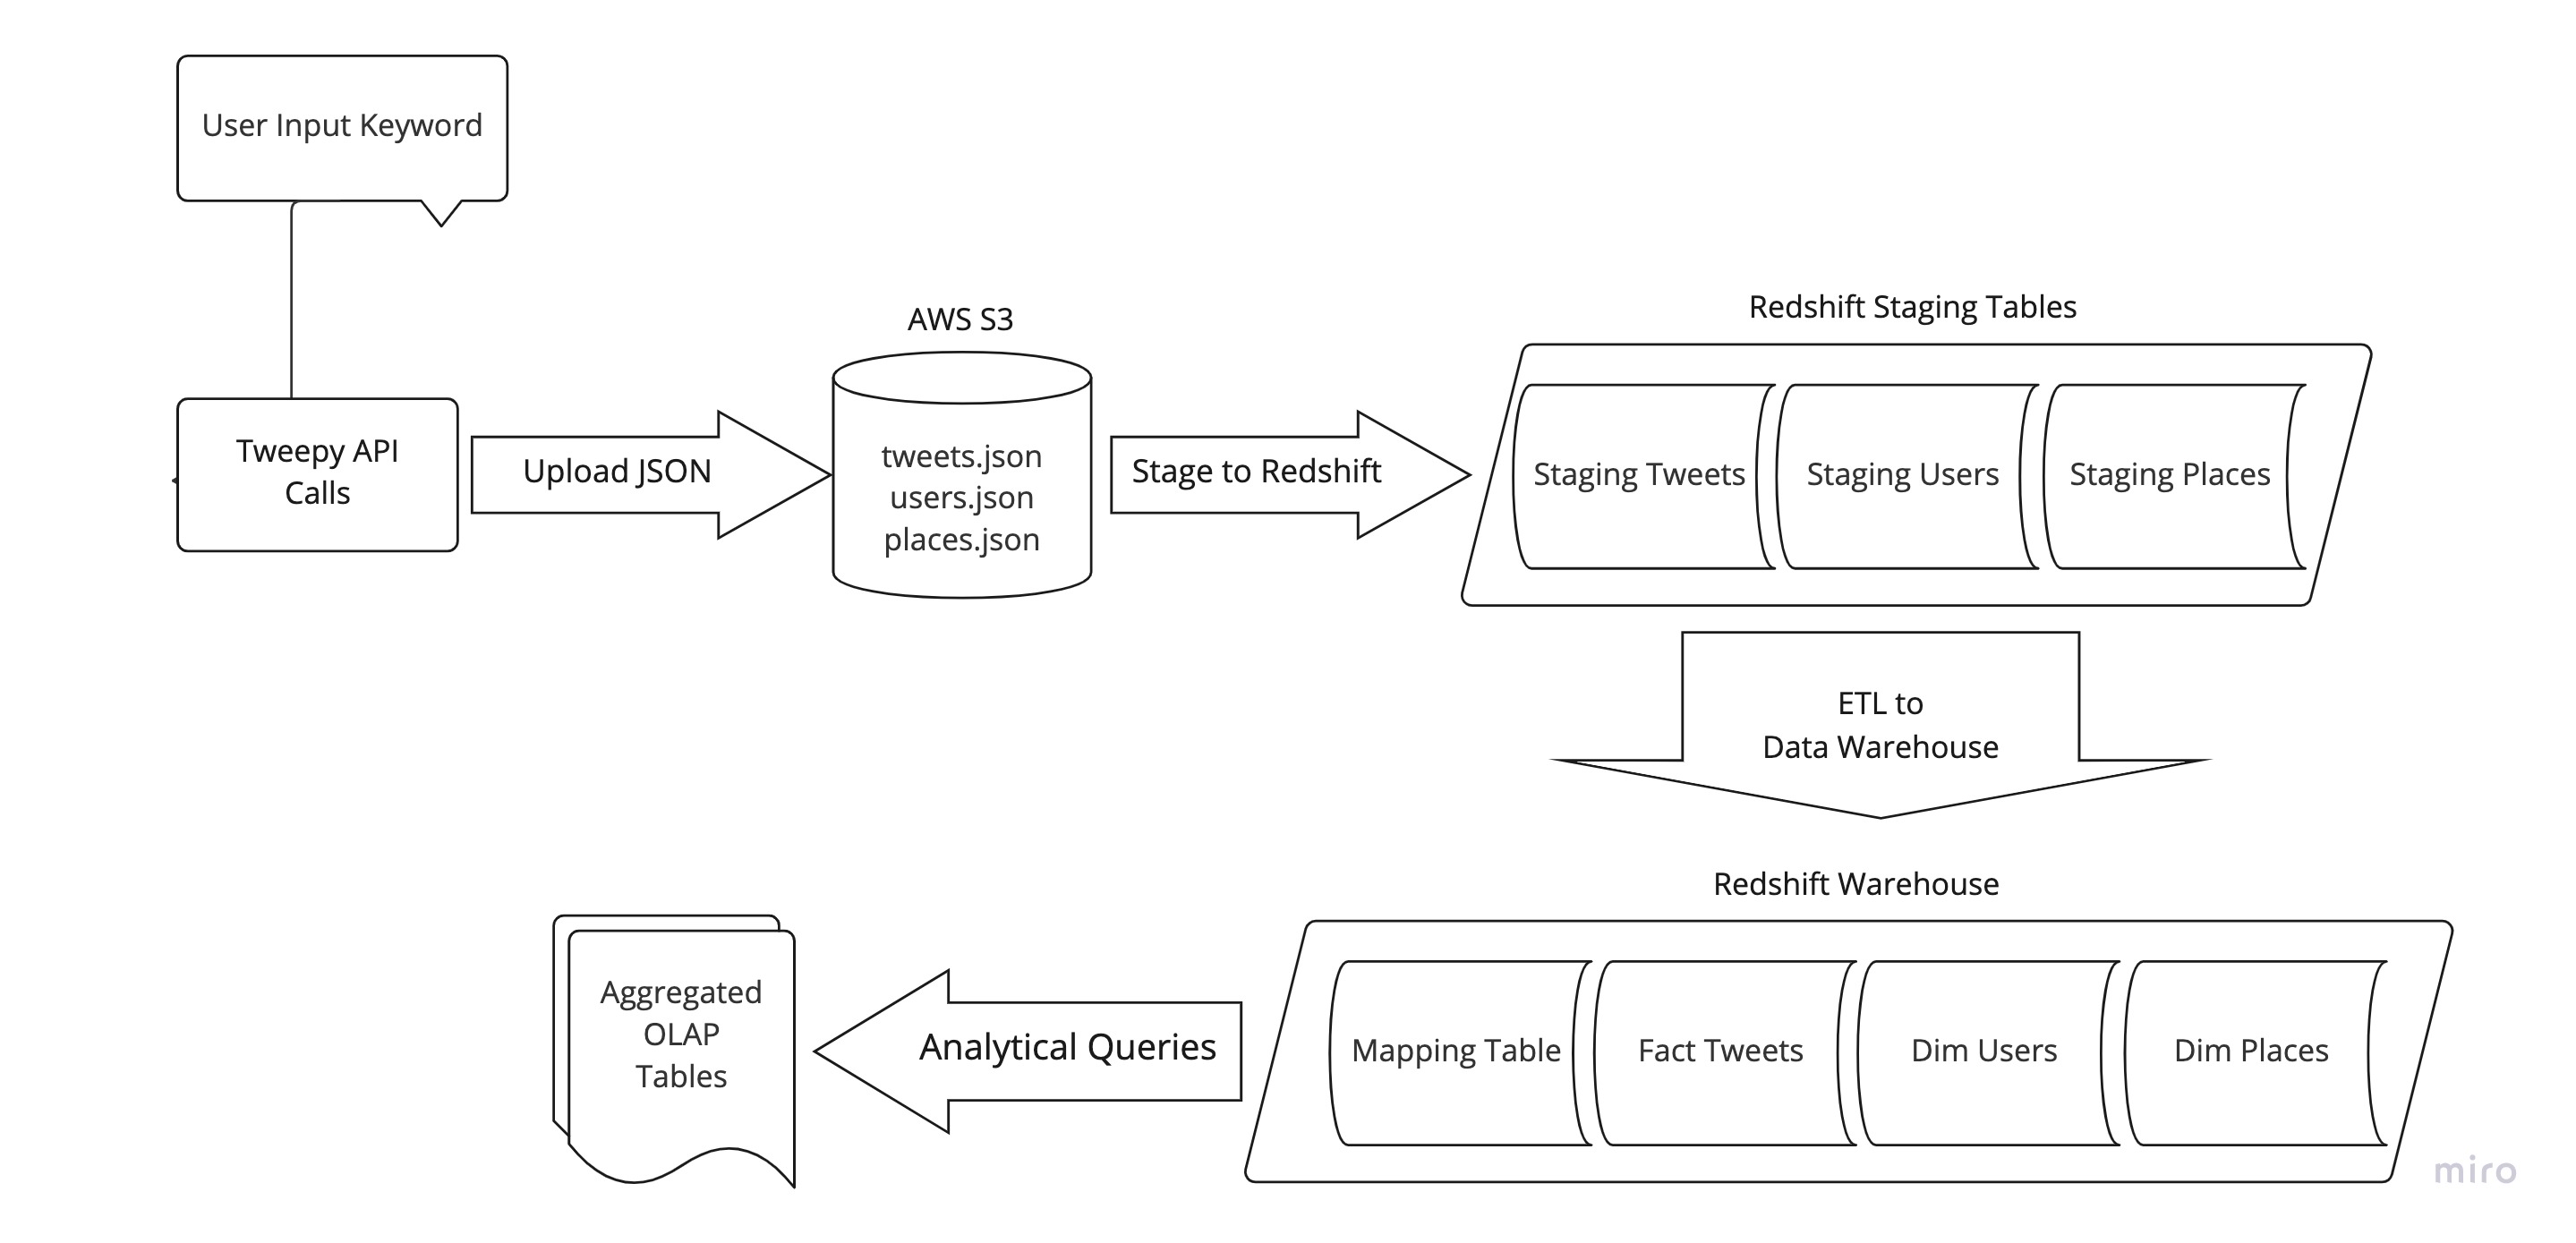 User Input Keyword
AWS S3
Redshift Staging Tables
Tweepy API
Calls
Upload JSON
tweets.json
users.json
places.json
Stage to Redshift
Staging Tweets
Staging Users
Staging Places
ETL to
Data Warehouse
Redshift Warehouse
Mapping Table
Fact Tweets
Dim Users
Dim Places
Analytical Queries
Aggregated
OLAP
Tables
miro